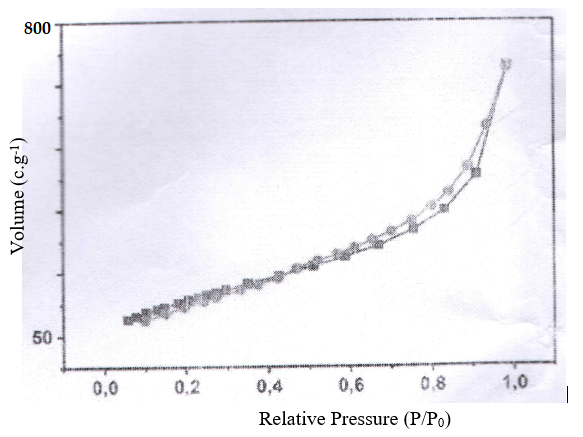 800
Volume (c.g-1)
50
0,0 0,2 0,4 0,6 0,8 1,0
Relative Pressure (P/P0)